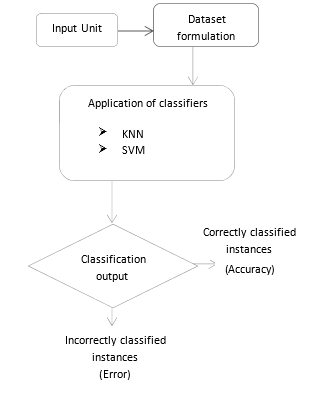 Input Unit
Dataset
formulation
Application of classifiers
➢ KNN
➢ SVM
Classification
output
Correctly classified
instances
(Accuracy)
Incorrectly classified
instances
(Error)